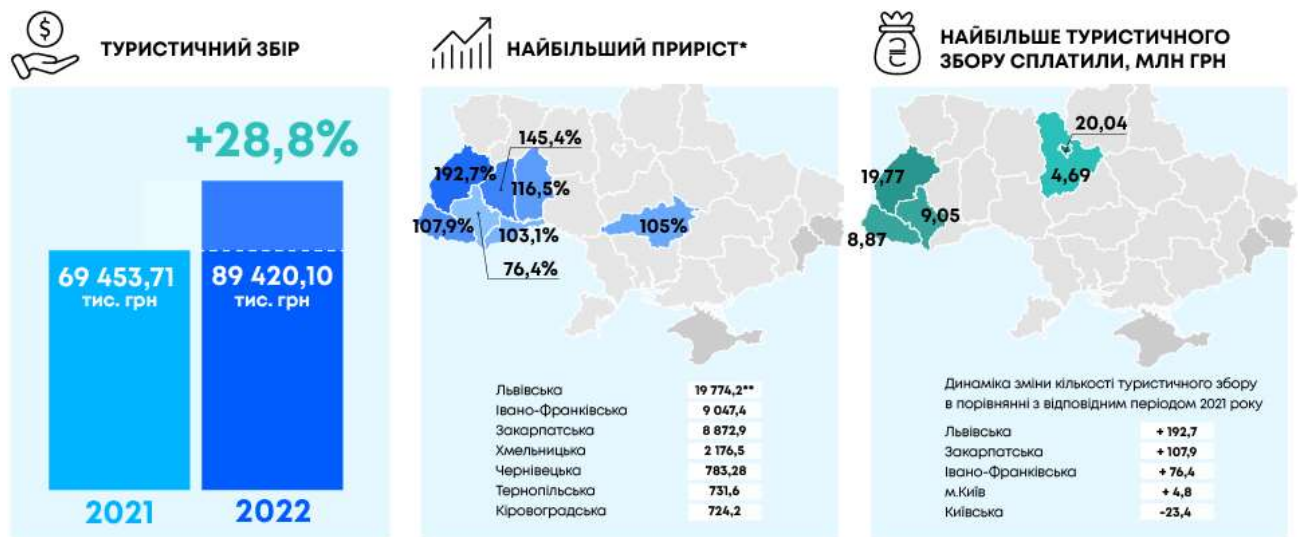 ТУРИСТИЧНИЙ ЗБІР
+28,8%
69 453,71
тис. грн
89 420,10
тис. грн
2021
2022
НАЙБІЛЬШИЙ ПРИРІСТ*
145,4%
192,7%
116,5%
107,9%
103,1%
105%
76,4%
Львівська 19 774,2**
Івано-Франківська 9 047,4
Закарпатська 8 872,9
Хмельницька 2 176,5
Чернівецька 783,28
Тернопільська 731,6
Кіровоградська 724,2
НАЙБІЛЬШЕ ТУРИСТИЧНОГО
ЗБОРУ СПЛАТИЛИ, МЛН ГРН
20,04
19,77
4,69
9,05
8,87
Динаміка зміни кількості туристичного збору
в порівнянні з відповідним періодом 2021 року
Львівська + 192,7
Закарпатська + 107,9
Івано-Франківська + 76,4
м.Київ + 4,8
Київська -23,4